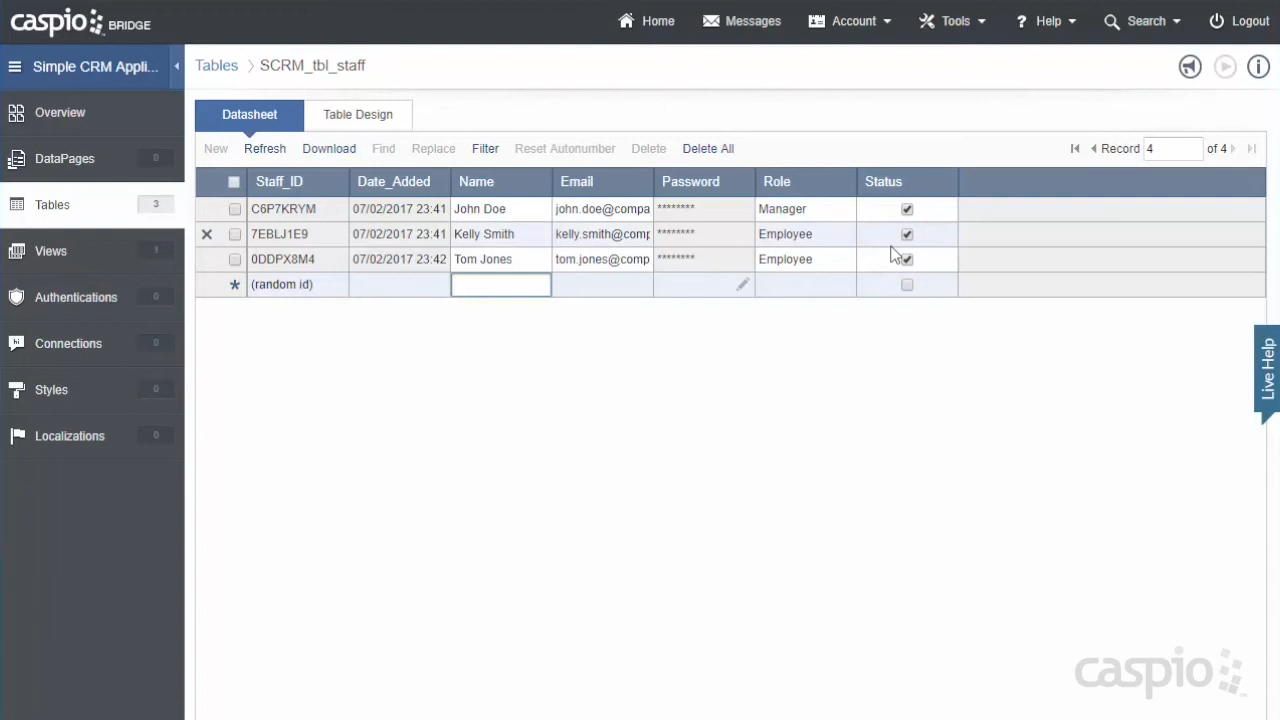 caspio BRIDGE Home Messages Account Tools ? Help Search Logout
Simple CRM Appli... Tables SCRM_tbl_staff
Overview
DataPages 0
Tables 3
Views 1
Authentications 0
Connections 0
Styles 0
Localizations 0
Datasheet Table Design
New Refresh Download Find Replace Filter Reset Autonumber Delete Delete All Record 4 of 4
Staff_ID Date_Added Name Email Password Role Status
C6P7KRYM 07/02/2017 23:41 John Doe john.doe@compa ******** Manager
7EBLJ1E9 07/02/2017 23:41 Kelly Smith kelly.smith@comp ******** Employee
0DDPX8M4 07/02/2017 23:42 Tom Jones tom.jones@comp ******** Employee
* (random id)
Live Help
caspio